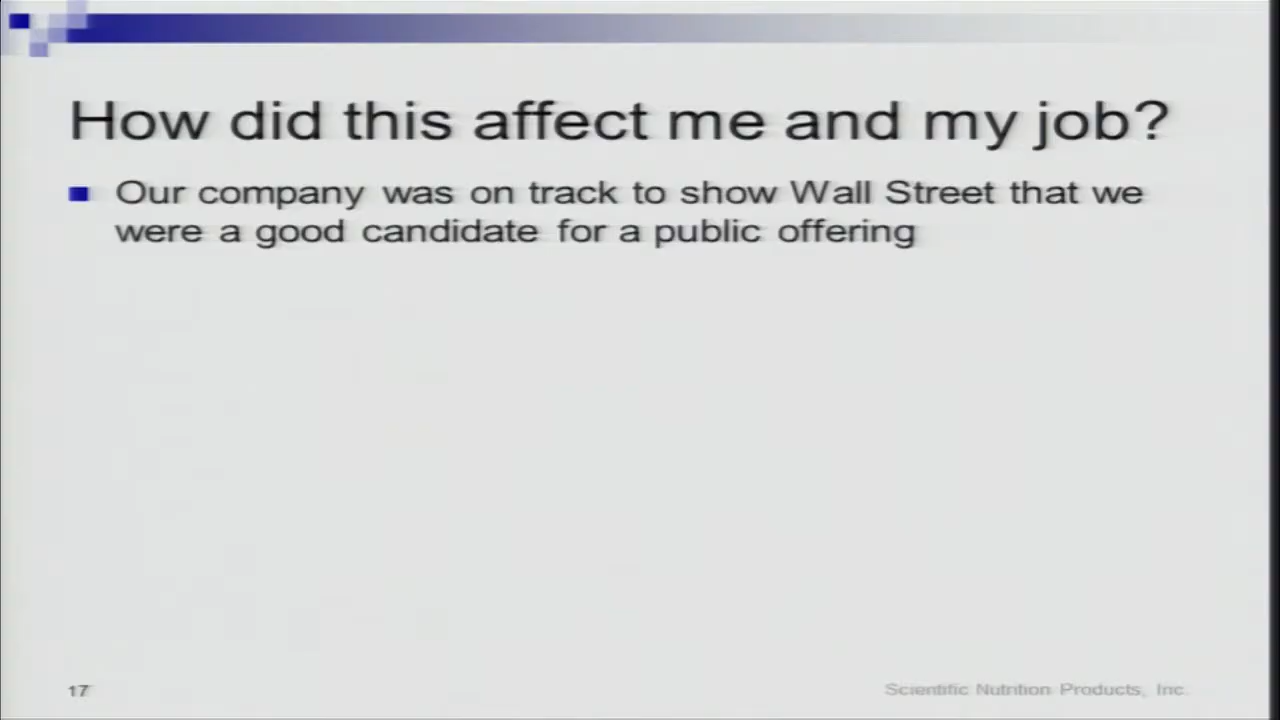 How did this affect me and my job?
Our company was on track to show Wall Street that we
were a good candidate for a public offering
17
Scientific Nutrition Products, Inc.